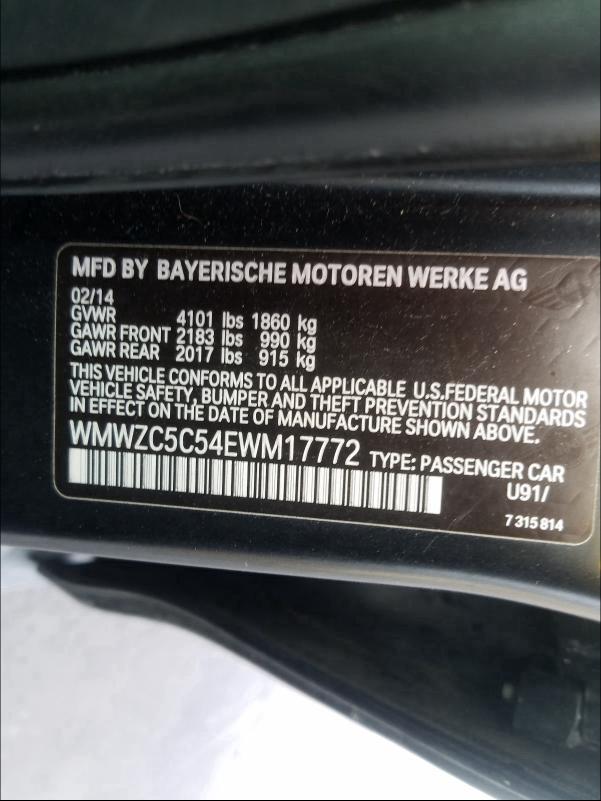 MFD BY BAYERISCHE MOTOREN WERKE AG
02/14
GVWR 4101 lbs 1860 kg
GAWR FRONT 2183 lbs 990 kg
GAWR REAR 2017 lbs 915 kg
THIS VEHICLE CONFORMS TO ALL APPLICABLE U.S.FEDERAL MOTOR
VEHICLE SAFETY, BUMPER AND THEFT PREVENTION STANDARDS
IN EFFECT ON THE DATE OF MANUFACTURE SHOWN ABOVE.
WMWZC5C54EWM17772 TYPE: PASSENGER CAR
U91/
7 315 814